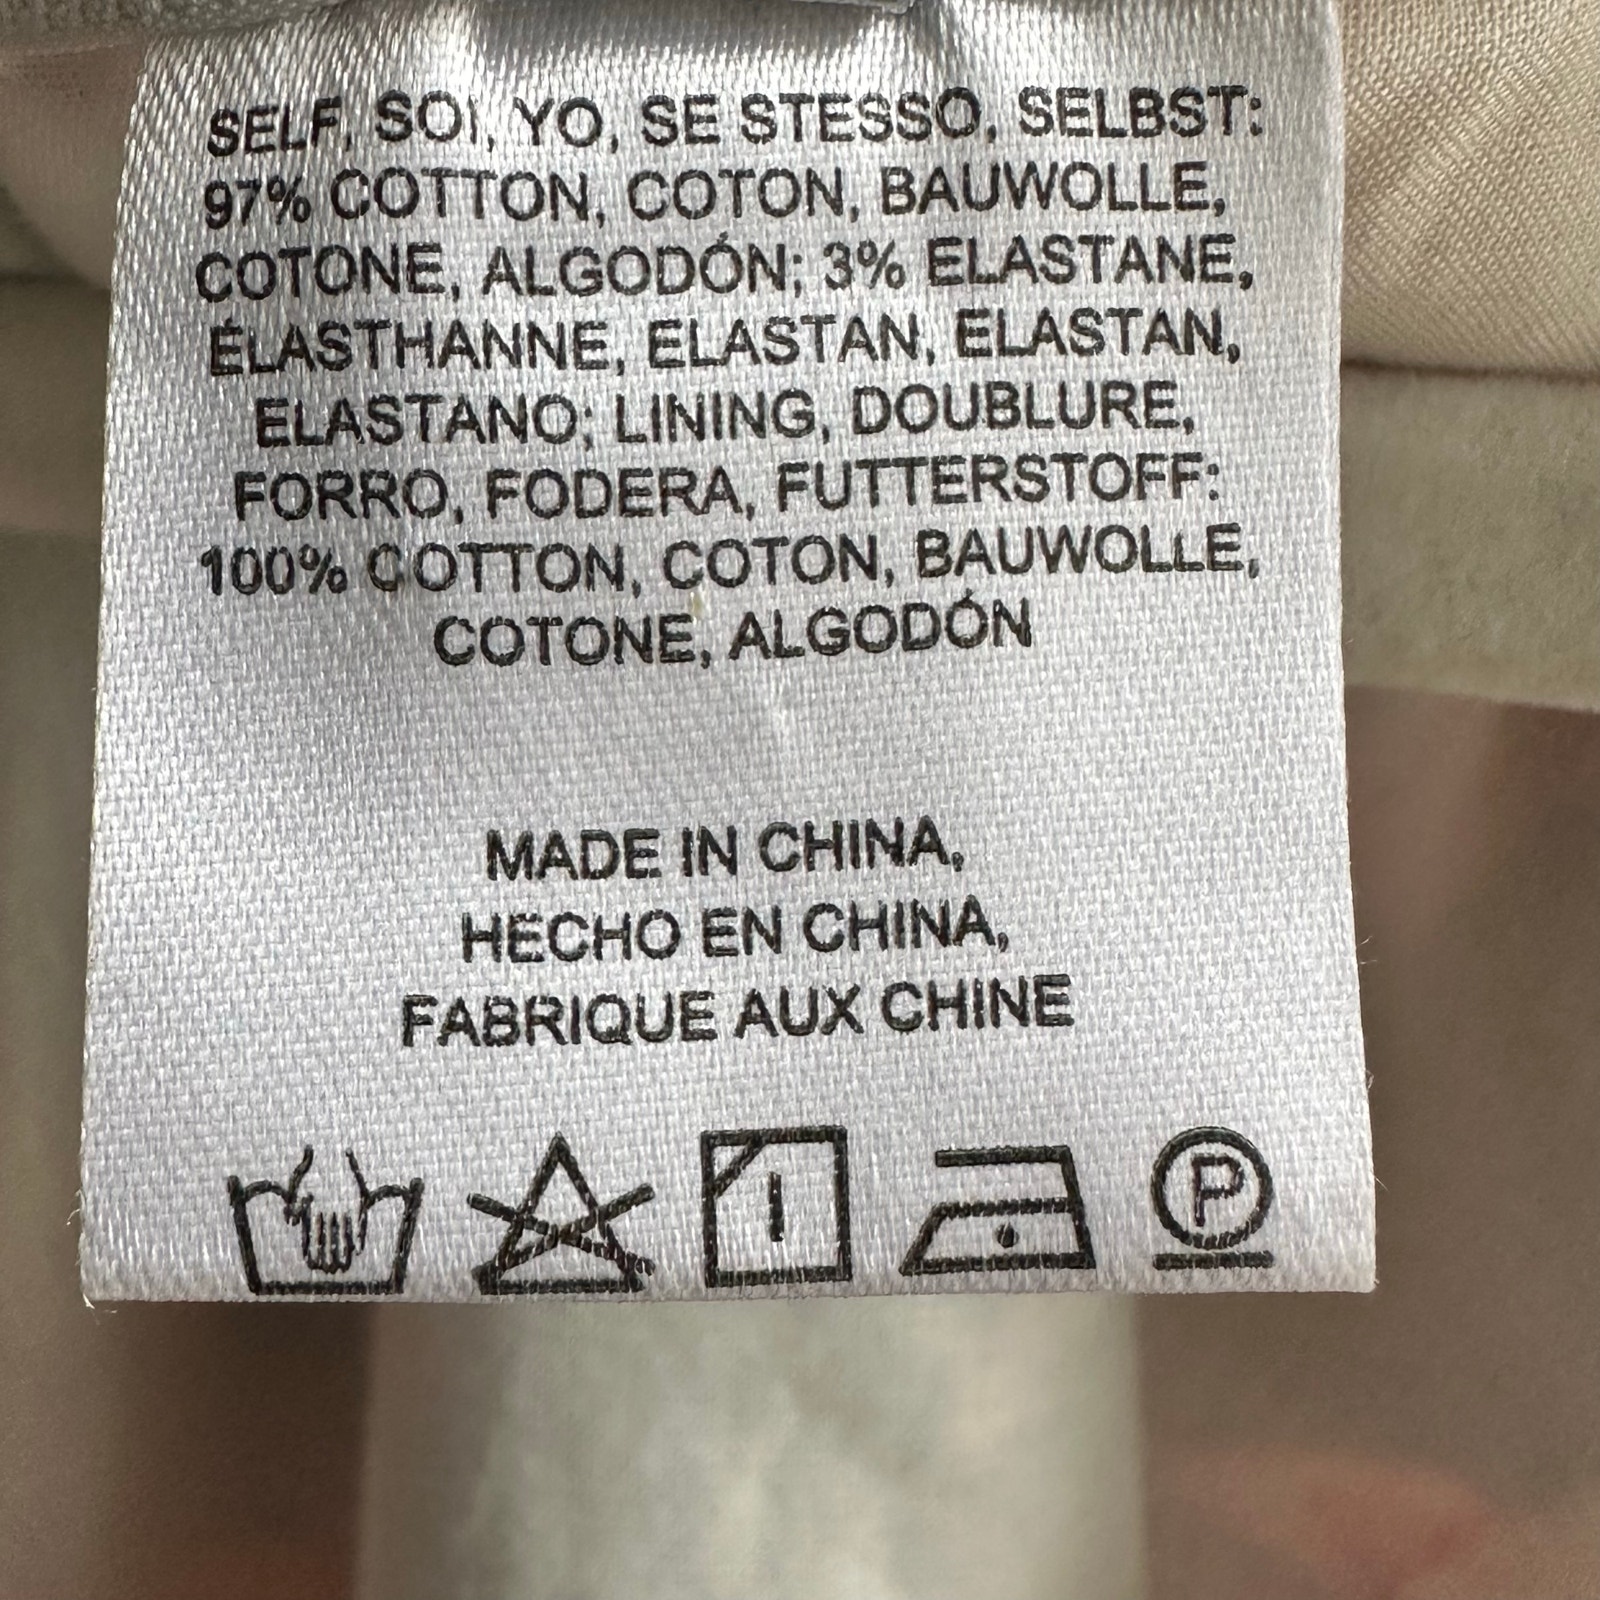 SELF, SOI, YO, SE STESSO, SELBST:
97% COTTON, COTON, BAUWOLLE,
COTONE, ALGODÓN; 3% ELASTANE,
ÉLASTHANNE, ELASTAN, ELASTAN,
ELASTANO; LINING, DOUBLURE,
FORRO, FODERA, FUTTERSTOFF:
100% COTTON, COTON, BAUWOLLE,
COTONE, ALGODÓN
MADE IN CHINA,
HECHO EN CHINA,
FABRIQUE AUX CHINE
P